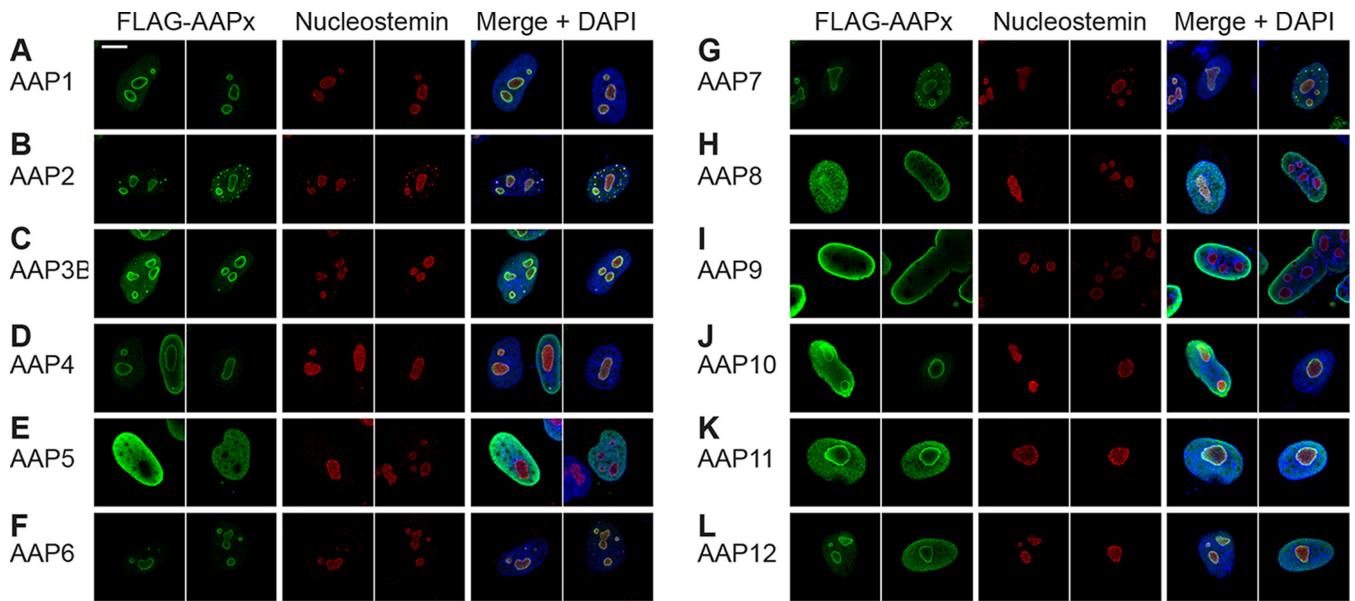 FLAG-AAPx Nucleostemin Merge + DAPI
A
AAP1
B
AAP2
C
AAP3B
D
AAP4
E
AAP5
F
AAP6
FLAG-AAPx Nucleostemin Merge + DAPI
G
AAP7
H
AAP8
I
AAP9
J
AAP10
K
AAP11
L
AAP12